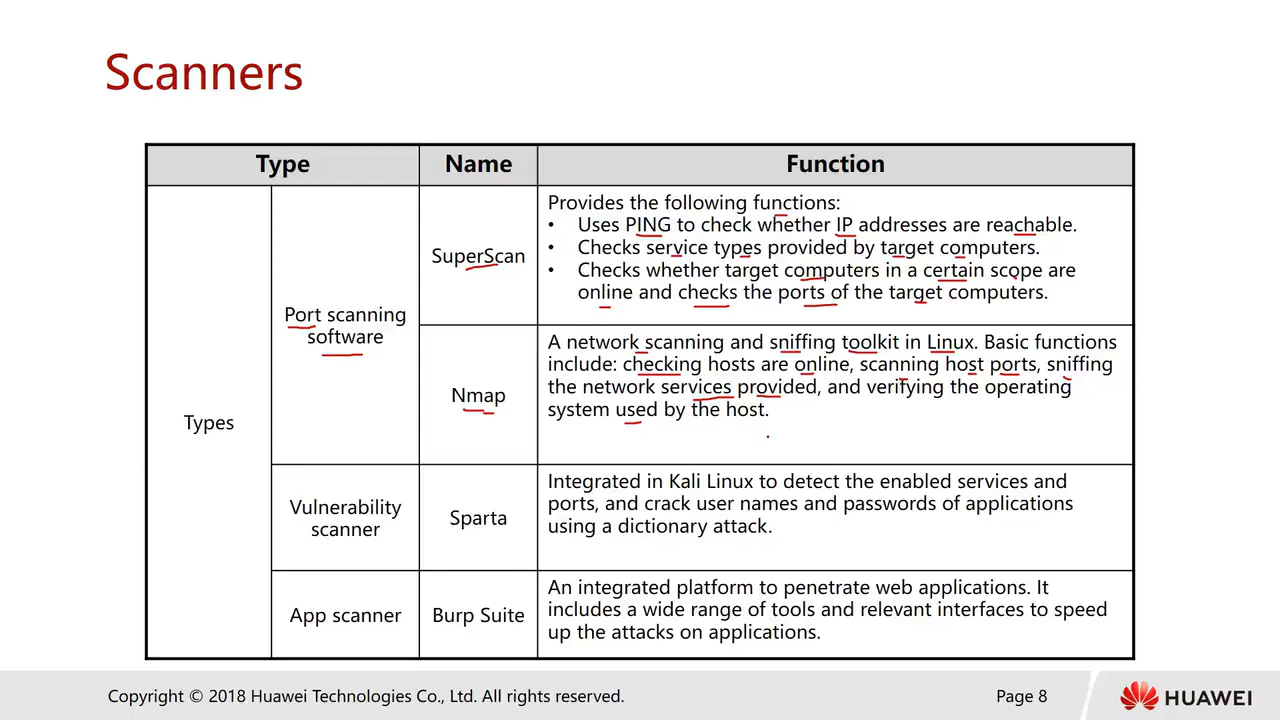 Scanners
Type
Name
Function
Types
Port scanning
software
SuperScan
Provides the following functions:
• Uses PING to check whether IP addresses are reachable.
• Checks service types provided by target computers.
• Checks whether target computers in a certain scope are
online and checks the ports of the target computers.
Nmap
A network scanning and sniffing toolkit in Linux. Basic functions
include: checking hosts are online, scanning host ports, sniffing
the network services provided, and verifying the operating
system used by the host.
Vulnerability
scanner
Sparta
Integrated in Kali Linux to detect the enabled services and
ports, and crack user names and passwords of applications
using a dictionary attack.
App scanner
Burp Suite
An integrated platform to penetrate web applications. It
includes a wide range of tools and relevant interfaces to speed
up the attacks on applications.
Copyright © 2018 Huawei Technologies Co., Ltd. All rights reserved.
Page 8
HUAWEI